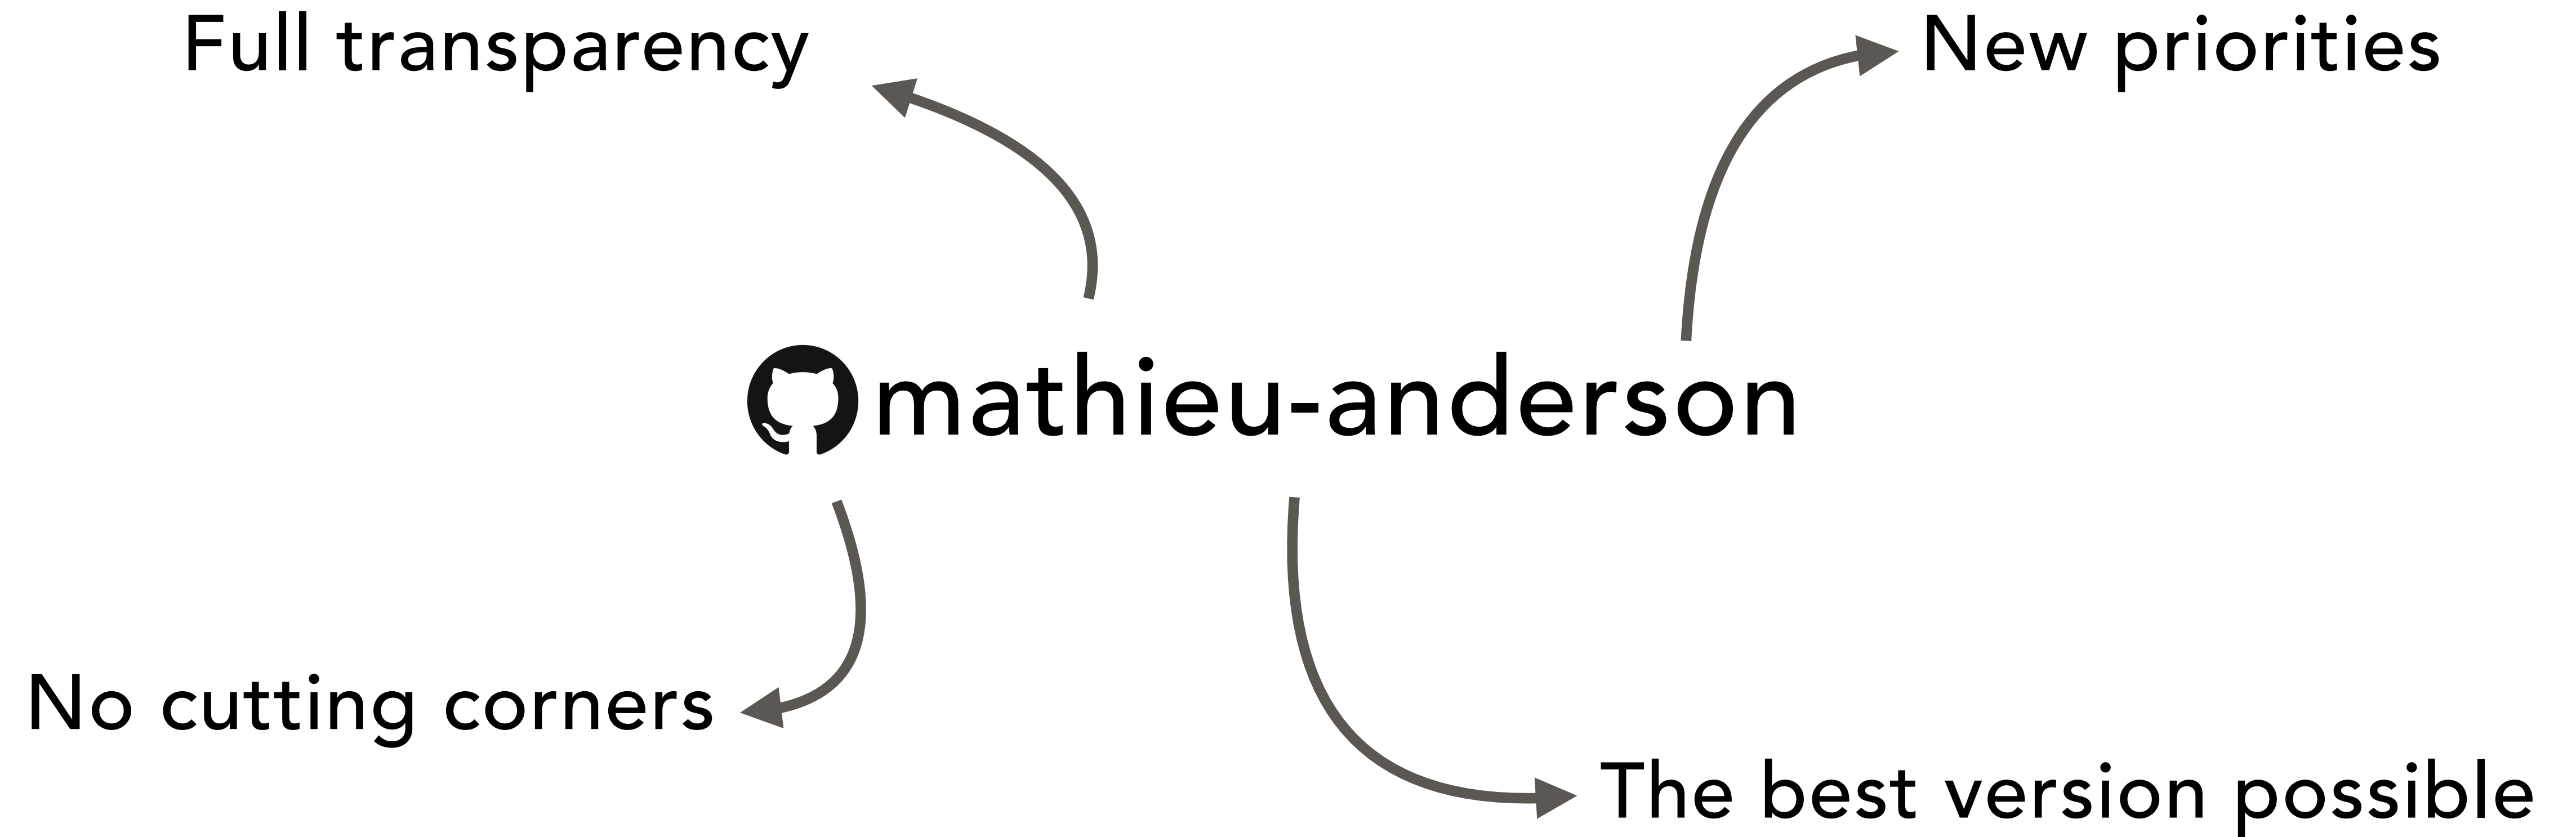 Full transparency
New priorities
mathieu-anderson
No cutting corners
The best version possible